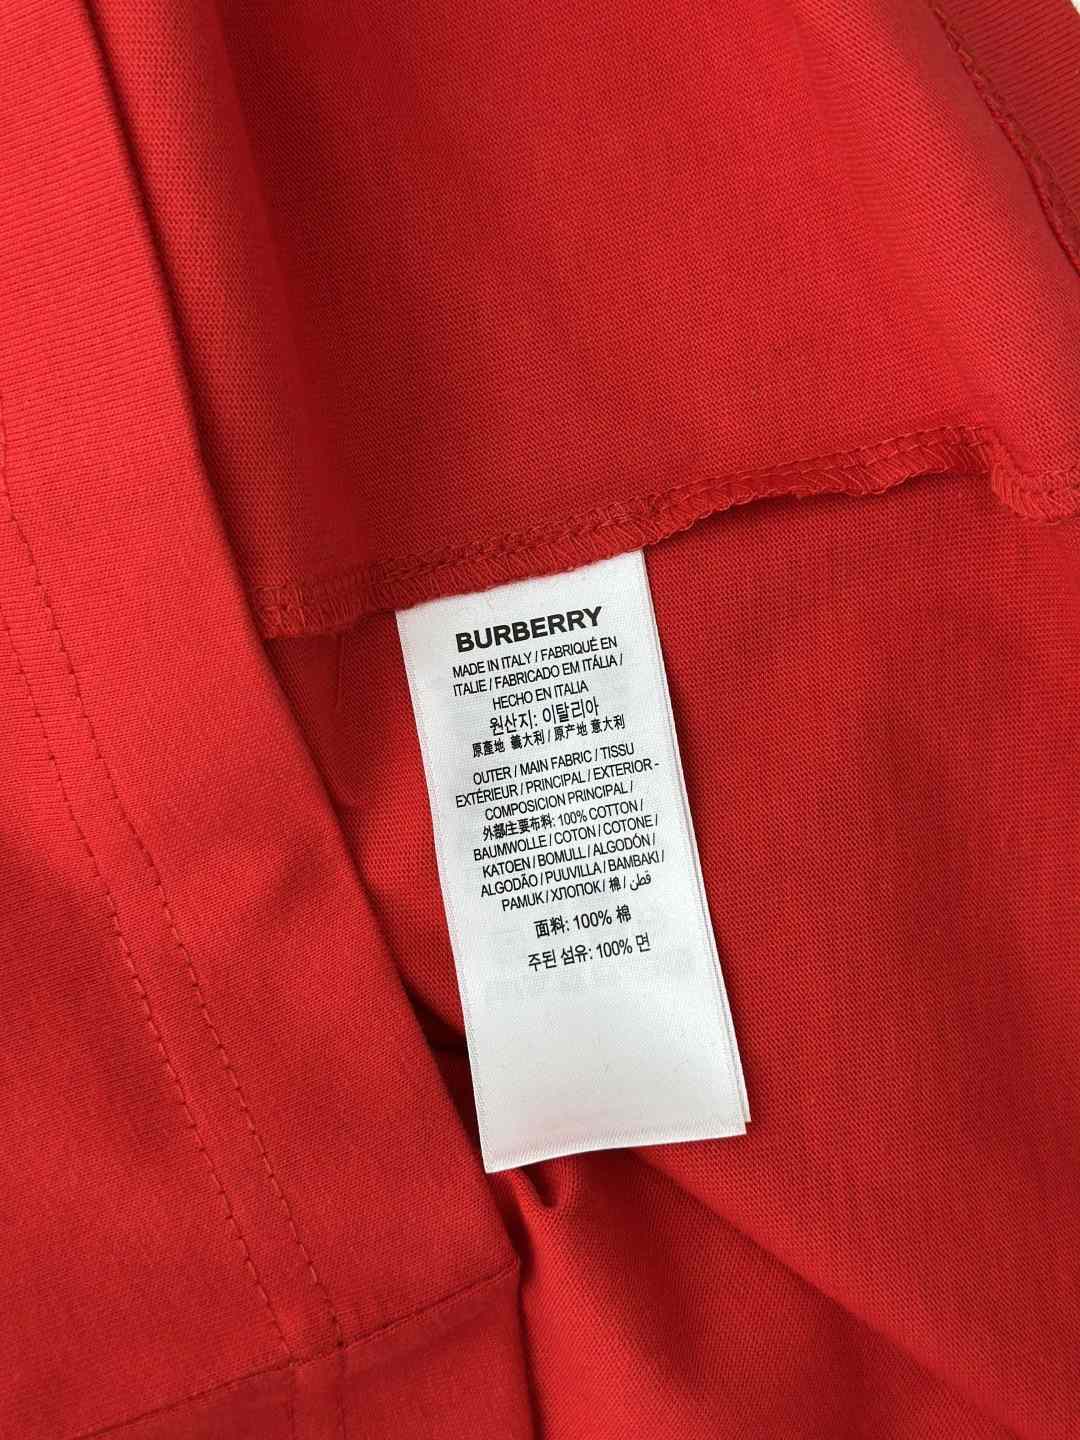 BURBERRY
MADE IN ITALY / FABRIQUÉ EN
ITALIE / FABRICADO EM ITÁLIA /
HECHO EN ITALIA
원산지: 이탈리아
原產地 義大利 / 原产地 意大利
OUTER / MAIN FABRIC / TISSU
EXTÉRIEUR / PRINCIPAL / EXTERIOR -
COMPOSICION PRINCIPAL /
外部主要布料: 100% COTTON /
BAUMWOLLE / COTON / COTONE /
KATOEN / BOMULL / ALGODÓN /
ALGODÃO / PUUVILLA / BAMBAKI /
PAMUK / ХЛОПОК / 棉 / قطن
面料: 100% 棉
주된 섬유: 100% 면